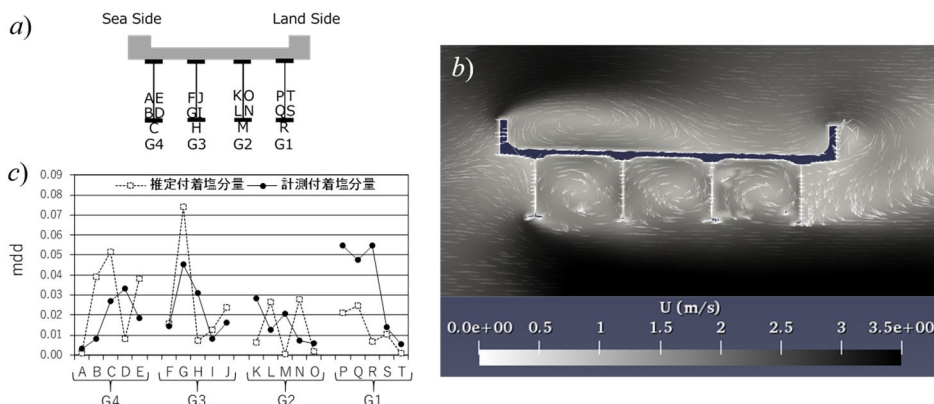 a)
Sea Side
Land Side
AE
BD
C
G4
FJ
GI
H
G3
KO
LN
M
G2
PT
QS
R
G1
b)
U (m/s)
0.0e+00 0.5 1 1.5 2 2.5 3 3.5e+00
c)
推定付着塩分量 計測付着塩分量
mdd
0.09
0.08
0.07
0.06
0.05
0.04
0.03
0.02
0.01
0.00
A B C D E F G H I J K L M N O P Q R S T
G4 G3 G2 G1